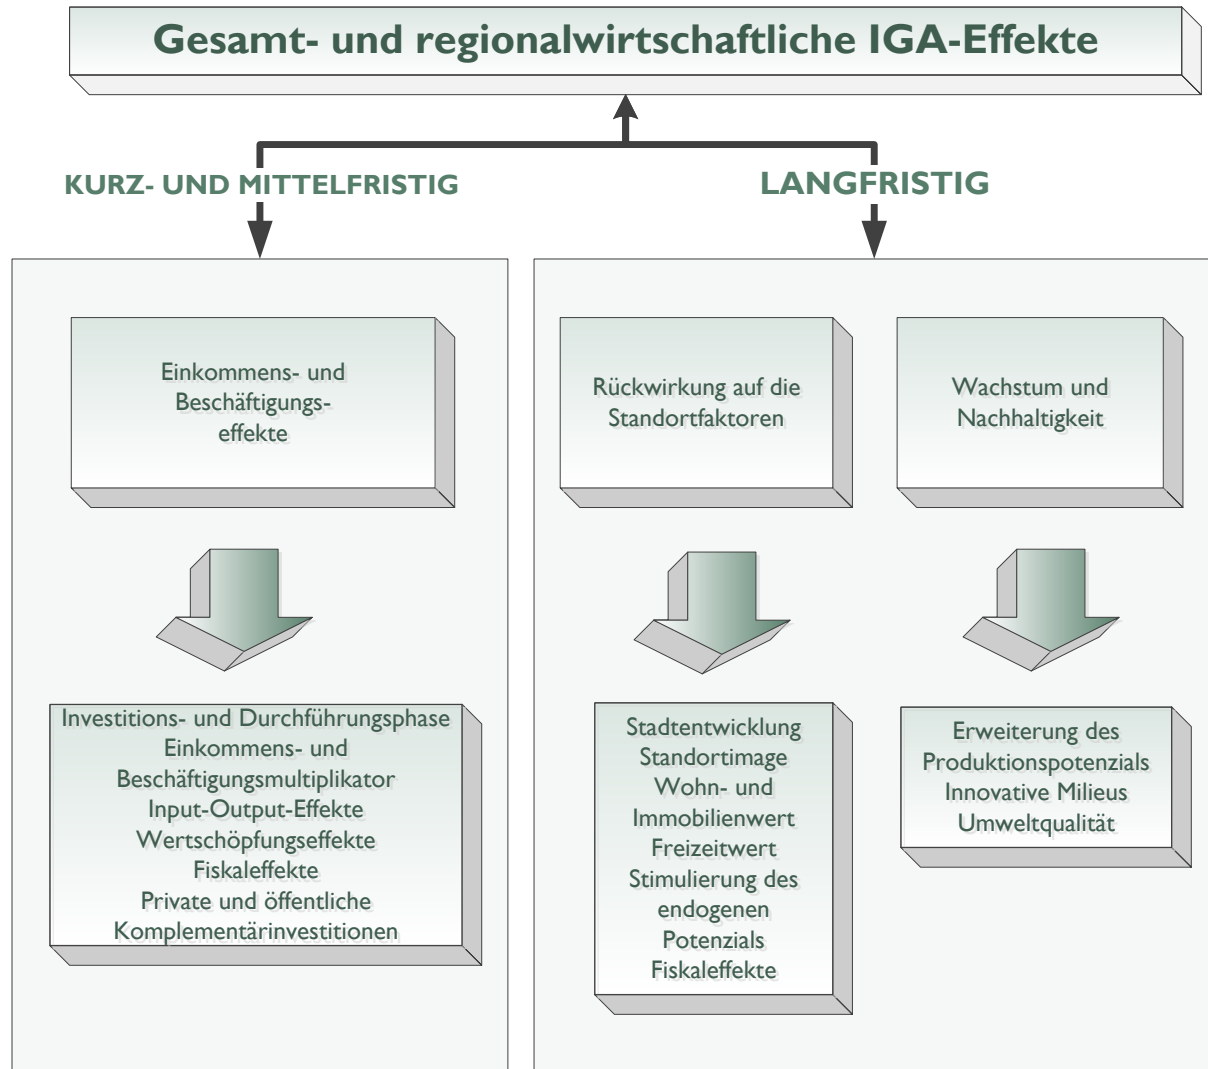 Gesamt- und regionalwirtschaftliche IGA-Effekte
KURZ- UND MITTELFRISTIG
LANGFRISTIG
Einkommens- und
Beschäftigungs-
effekte
Rückwirkung auf die
Standortfaktoren
Wachstum und
Nachhaltigkeit
Investitions- und Durchführungsphase
Einkommens- und
Beschäftigungsmultiplikator
Input-Output-Effekte
Wertschöpfungseffekte
Fiskaleffekte
Private und öffentliche
Komplementärinvestitionen
Stadtentwicklung
Standortimage
Wohn- und
Immobilienwert
Freizeitwert
Stimulierung des
endogenen
Potenzials
Fiskaleffekte
Erweiterung des
Produktionspotenzials
Innovative Milieus
Umweltqualität